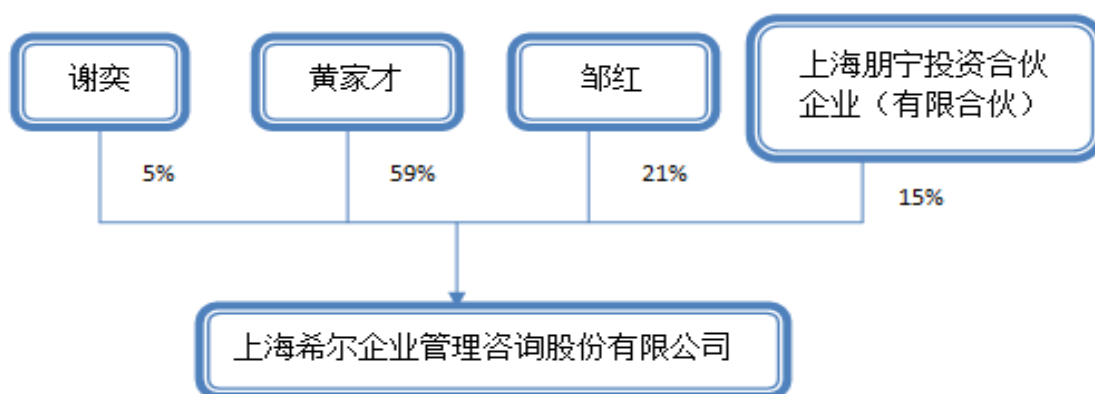 谢奕
黄家才
邹红
上海朋宁投资合伙
企业（有限合伙）
5%
59%
21%
15%
上海希尔企业管理咨询股份有限公司